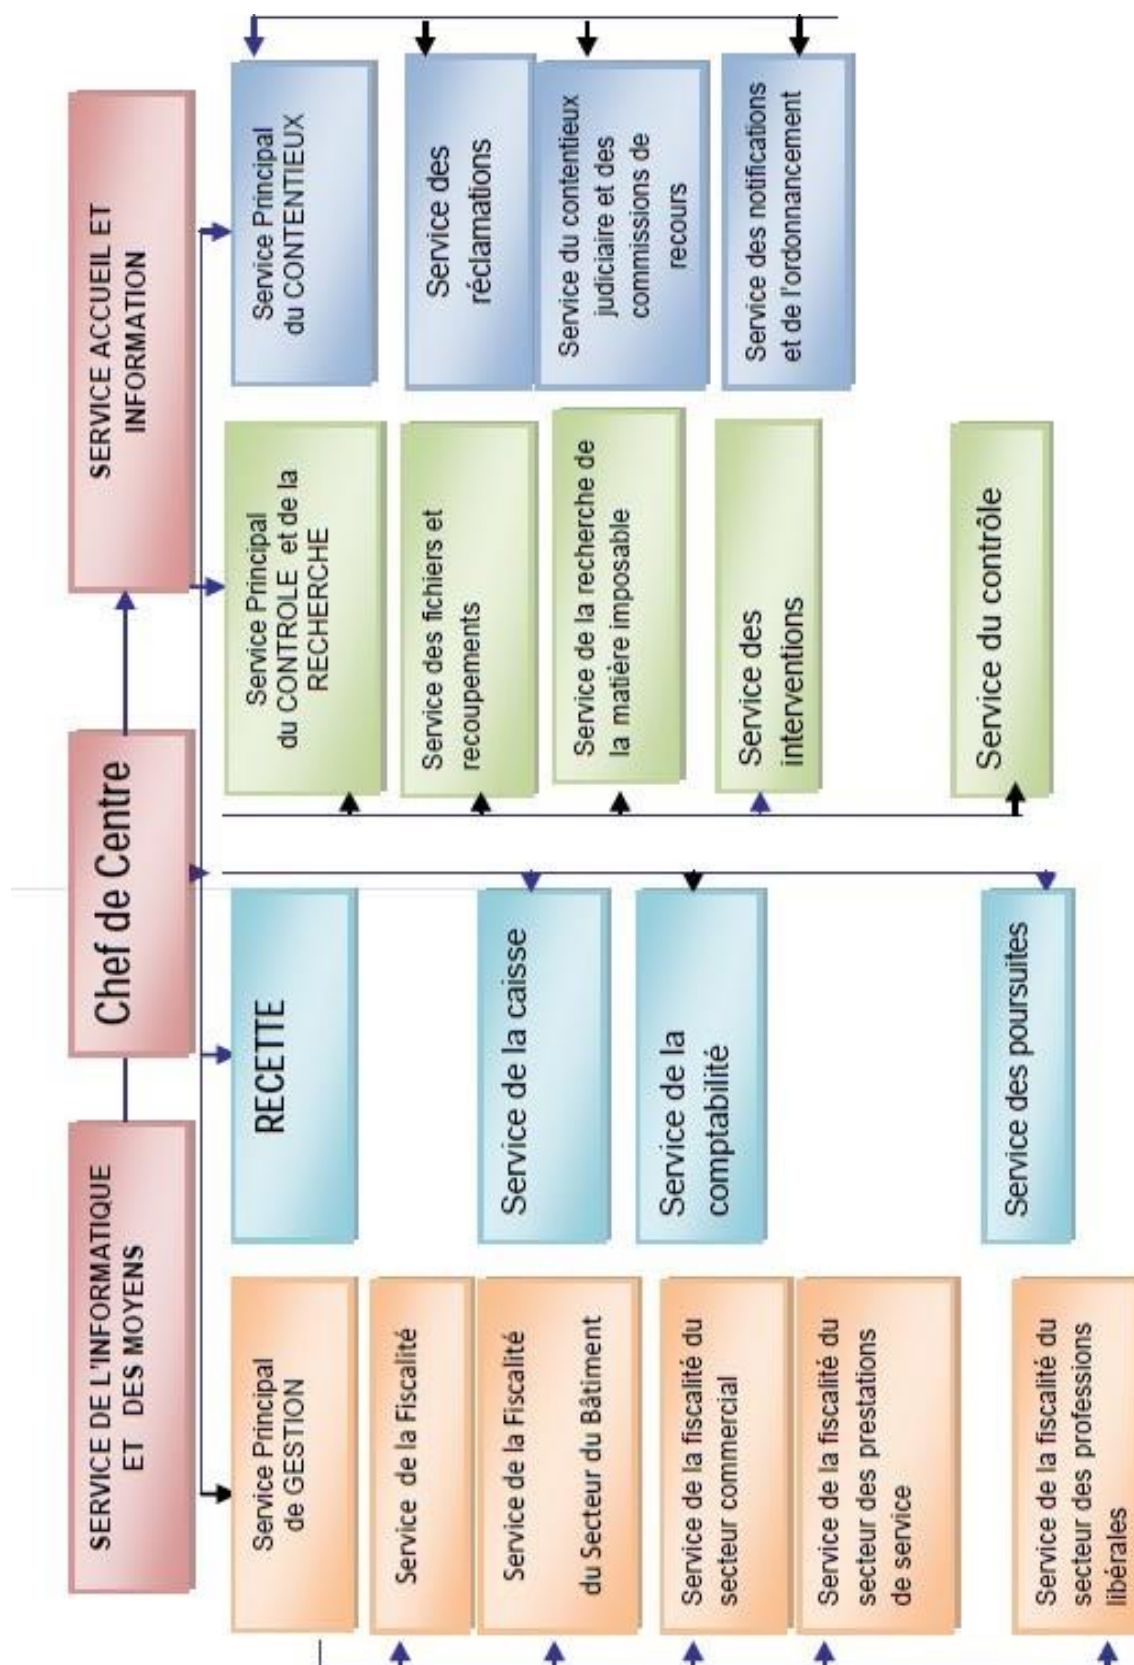 SERVICE DE L'INFORMATIQUE
ET DES MOYENS
Chef de Centre
SERVICE ACCUEIL ET
INFORMATION
Service Principal
de GESTION
Service de la Fiscalité
Service de la Fiscalité
du Secteur du Bâtiment
Service de la fiscalité du
secteur commercial
Service de la fiscalité du
secteur des prestations
de service
Service de la fiscalité du
secteur des professions
libérales
RECETTE
Service de la caisse
Service de la
comptabilité
Service des poursuites
Service Principal
du CONTROLE et de la
RECHERCHE
Service des fichiers et
recoupements
Service de la recherche de
la matière imposable
Service des
interventions
Service du contrôle
Service Principal
du CONTENTIEUX
Service des
réclamations
Service du contentieux
judiciaire et des
commissions de
recours
Service des notifications
et de l'ordonnancement